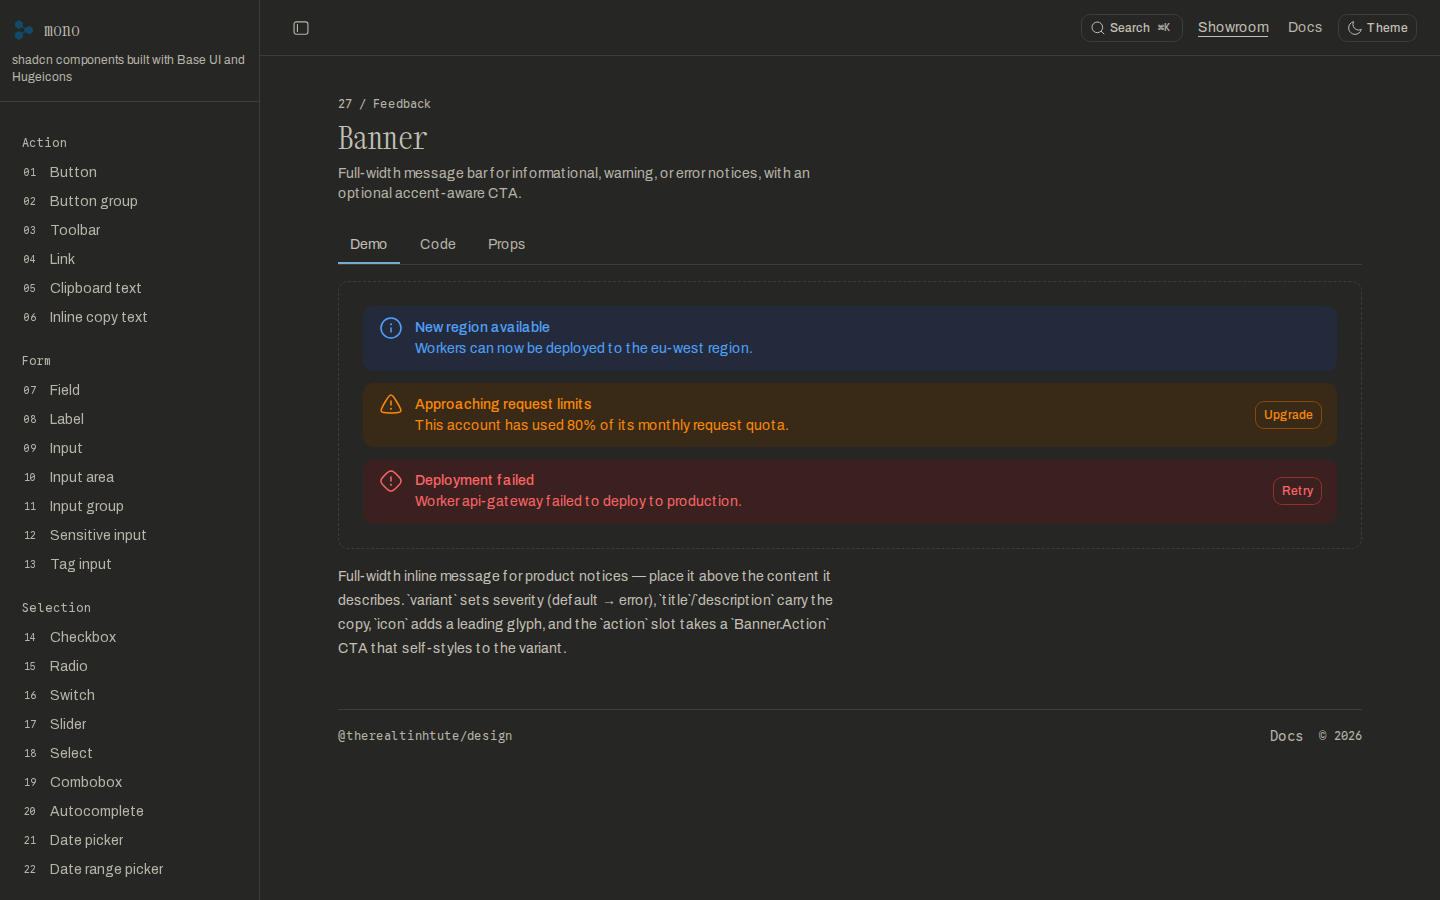 mono
shadcn components built with Base UI and
Hugeicons
Action
01 Button
02 Button group
03 Toolbar
04 Link
05 Clipboard text
06 Inline copy text
Form
07 Field
08 Label
09 Input
10 Input area
11 Input group
12 Sensitive input
13 Tag input
Selection
14 Checkbox
15 Radio
16 Switch
17 Slider
18 Select
19 Combobox
20 Autocomplete
21 Date picker
22 Date range picker
Search ⌘K Showroom Docs Theme
27 / Feedback
Banner
Full-width message bar for informational, warning, or error notices, with an
optional accent-aware CTA.
Demo Code Props
New region available
Workers can now be deployed to the eu-west region.
Approaching request limits
This account has used 80% of its monthly request quota.
Upgrade
Deployment failed
Worker api-gateway failed to deploy to production.
Retry
Full-width inline message for product notices — place it above the content it
describes. `variant` sets severity (default → error), `title`/`description` carry the
copy, `icon` adds a leading glyph, and the `action` slot takes a `Banner.Action`
CTA that self-styles to the variant.
@therealtinhtute/design Docs © 2026